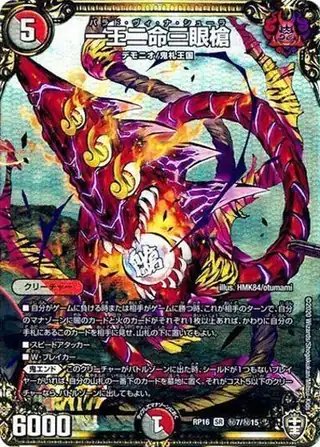 5
バラド・ヴィ・ナ・シューラ
一王二命三眼槍
デモニオ/鬼札王国
illus. HMK84/otumami
クリーチャー
■自分がゲームに負ける時または相手がゲームに勝つ時、これが相手のターンで、自分のマナゾーンに闇のカードと火のカードがそれぞれ1枚以上あれば、かわりに自分の手札にあるこのカードを見せ、山札の下に置いてもよい。
■スピードアタッカー
■W・ブレイカー
■鬼エンド このクリーチャーがバトルゾーンに出た時、シールドが1つもないプレイヤーがいれば、自分の山札の一番下のカードを墓地に置く。それがコスト5以下のクリーチャーなら、バトルゾーンに出す。
6000
1
RP16 SR